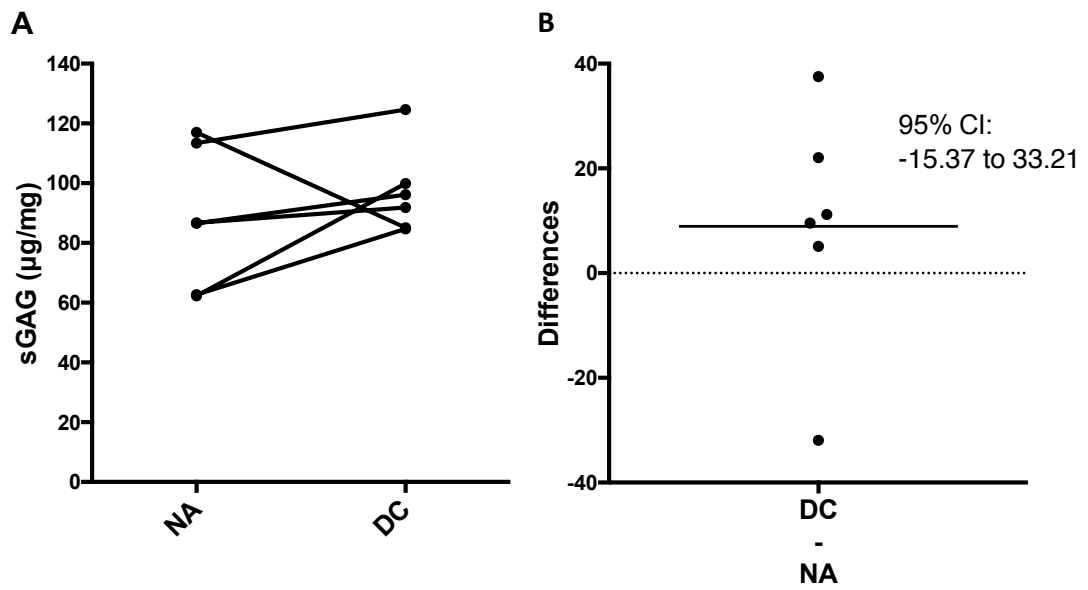 A
sGAG (µg/mg)
140
120
100
80
60
40
20
0
NA
DC
B
Differences
40
20
0
-20
-40
95% CI:
-15.37 to 33.21
DC
-
NA